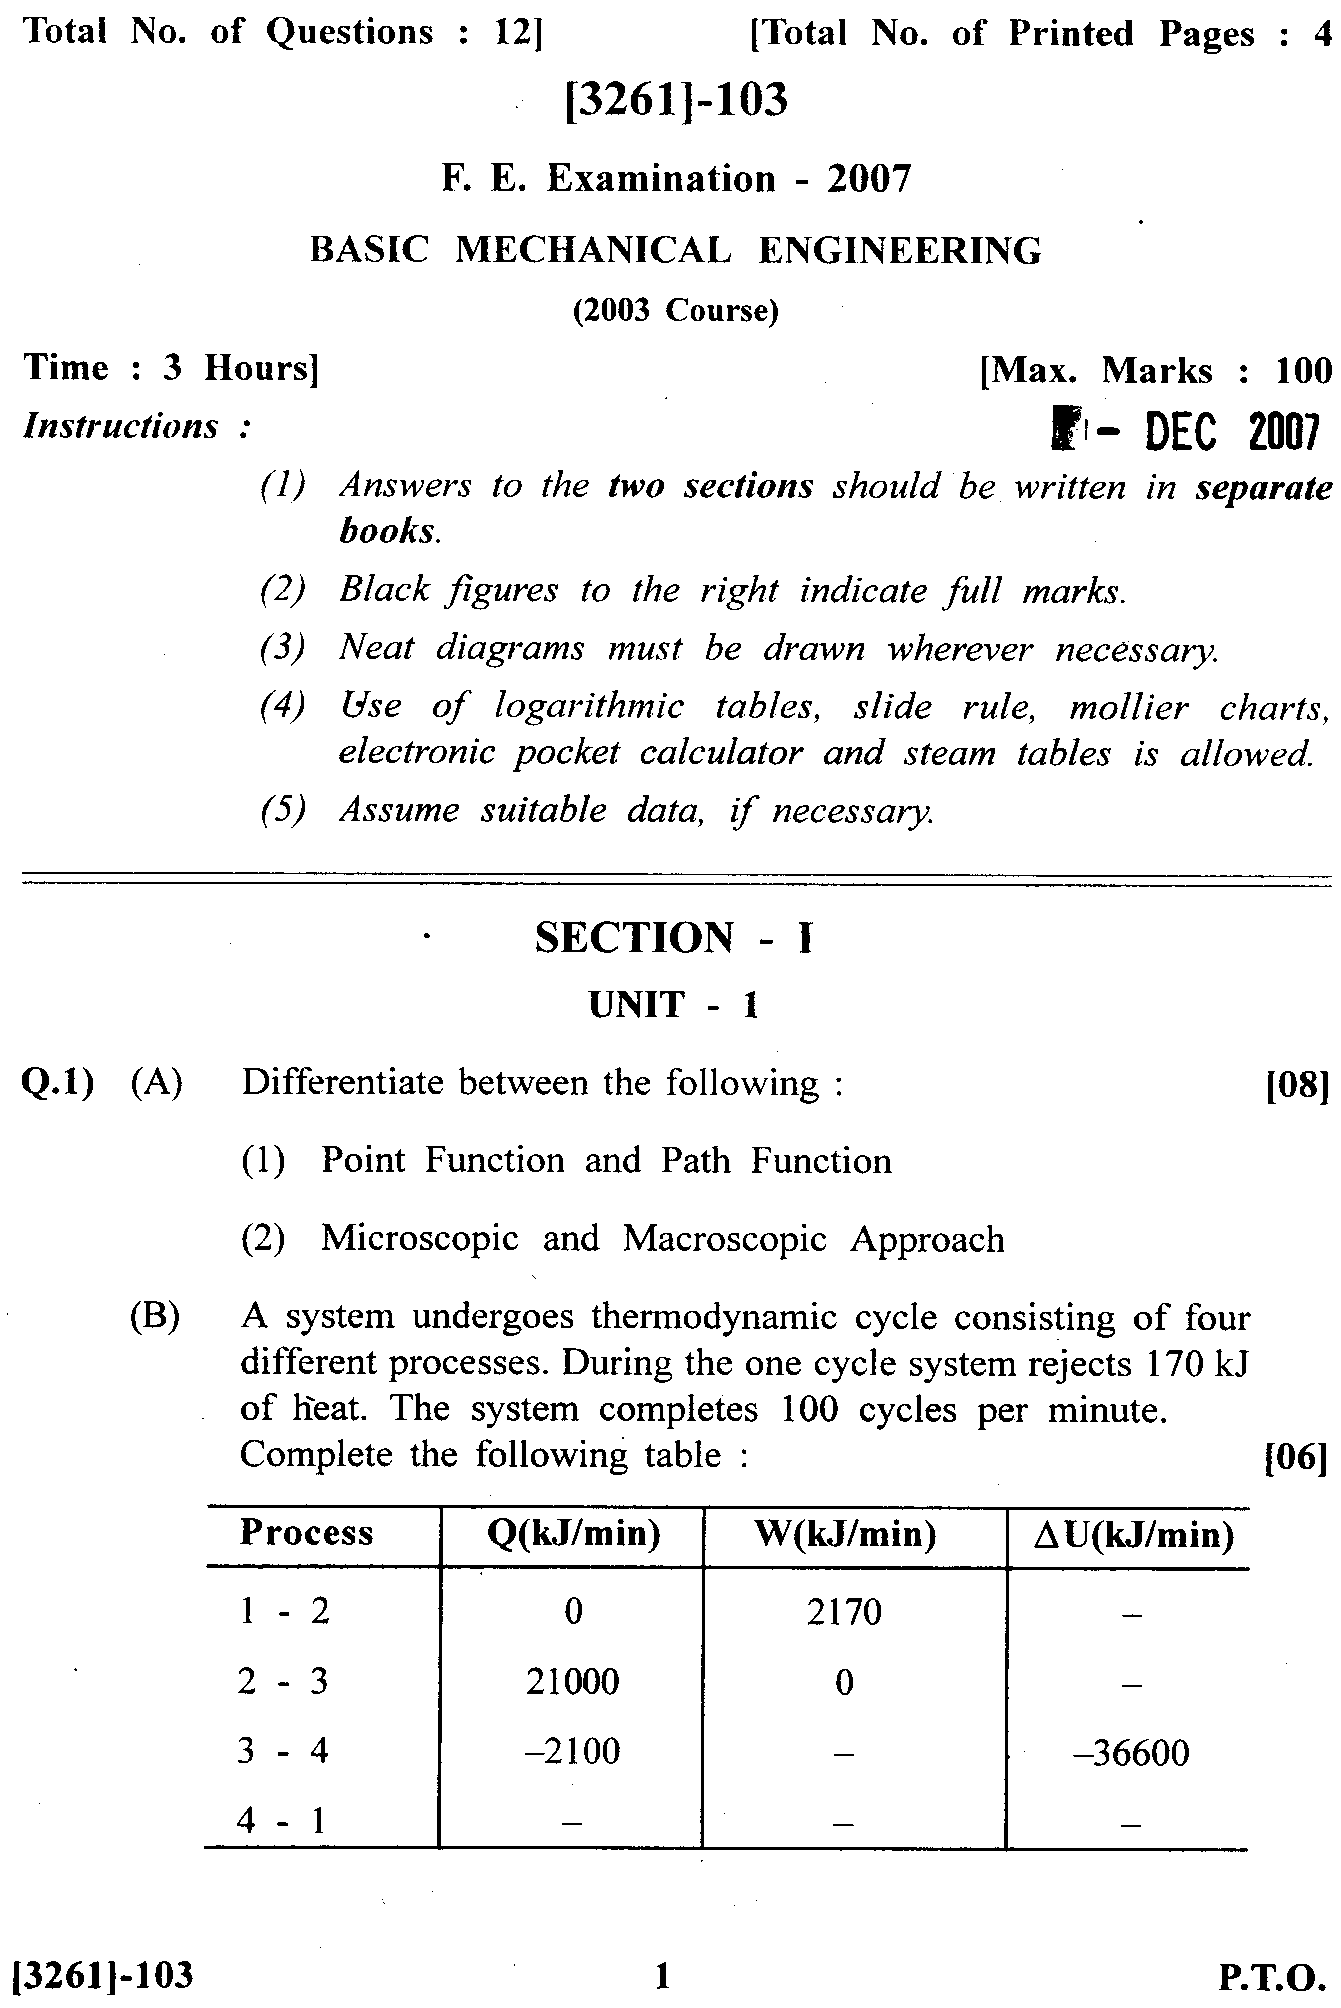 Total No. of Questions : 12] [Total No. of Printed Pages : 4
[3261]-103
F. E. Examination - 2007
BASIC MECHANICAL ENGINEERING
(2003 Course)
Time : 3 Hours] [Max. Marks : 100
Instructions :
- DEC 2007
(1) Answers to the two sections should be written in separate
books.
(2) Black figures to the right indicate full marks.
(3) Neat diagrams must be drawn wherever necessary.
(4) Use of logarithmic tables, slide rule, mollier charts,
electronic pocket calculator and steam tables is allowed.
(5) Assume suitable data, if necessary.
SECTION - I
UNIT - 1
Q.1) (A) Differentiate between the following : [08]
(1) Point Function and Path Function
(2) Microscopic and Macroscopic Approach
(B) A system undergoes thermodynamic cycle consisting of four
different processes. During the one cycle system rejects 170 kJ
of heat. The system completes 100 cycles per minute.
Complete the following table : [06]
Process Q(kJ/min) W(kJ/min) ΔU(kJ/min)
1 - 2 0 2170 –
2 - 3 21000 0 –
3 - 4 –2100 – –36600
4 - 1 – – –
[3261]-103 1 P.T.O.